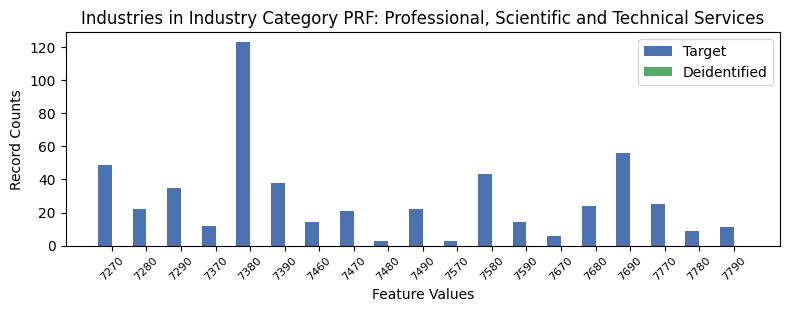 Industries in Industry Category PRF: Professional, Scientific and Technical Services
Target
Deidentified
Record Counts
120
100
80
60
40
20
0
7270 7280 7290 7370 7380 7390 7460 7470 7480 7490 7570 7580 7590 7670 7680 7690 7770 7780 7790
Feature Values